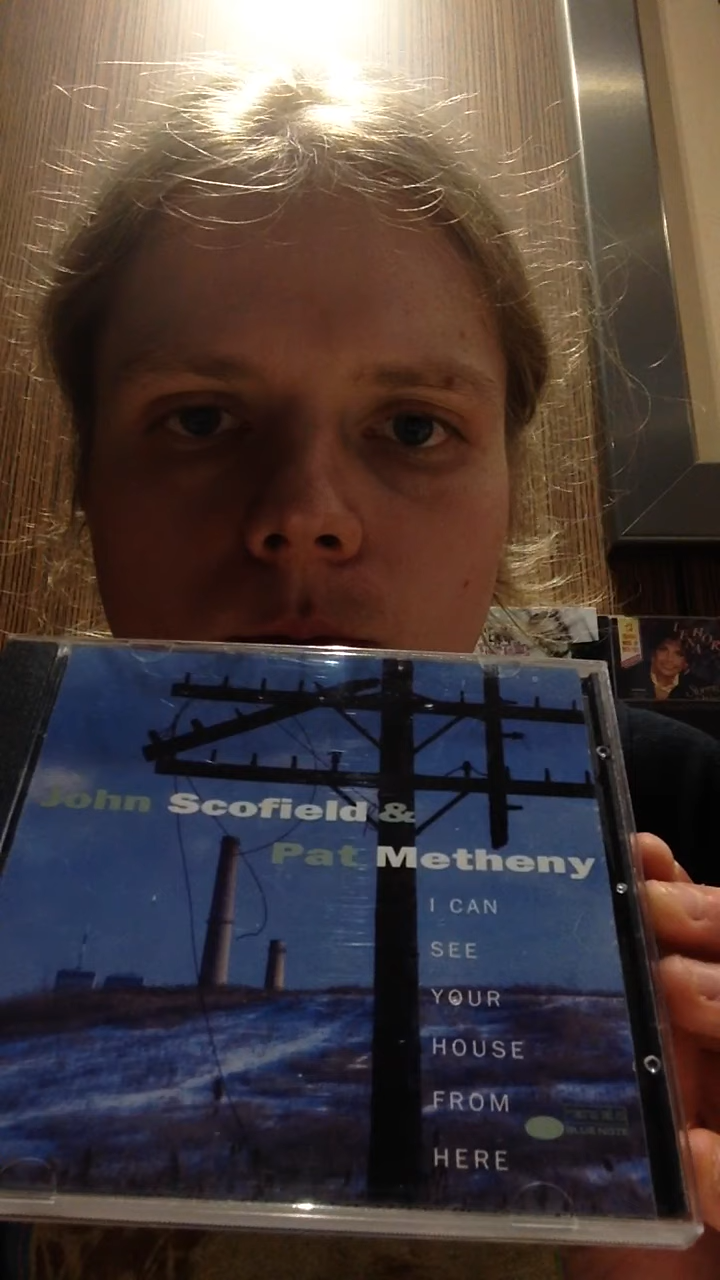 John Scofield &
Pat Metheny
I CAN
SEE
YOUR
HOUSE
FROM
HERE
BLUE NOTE